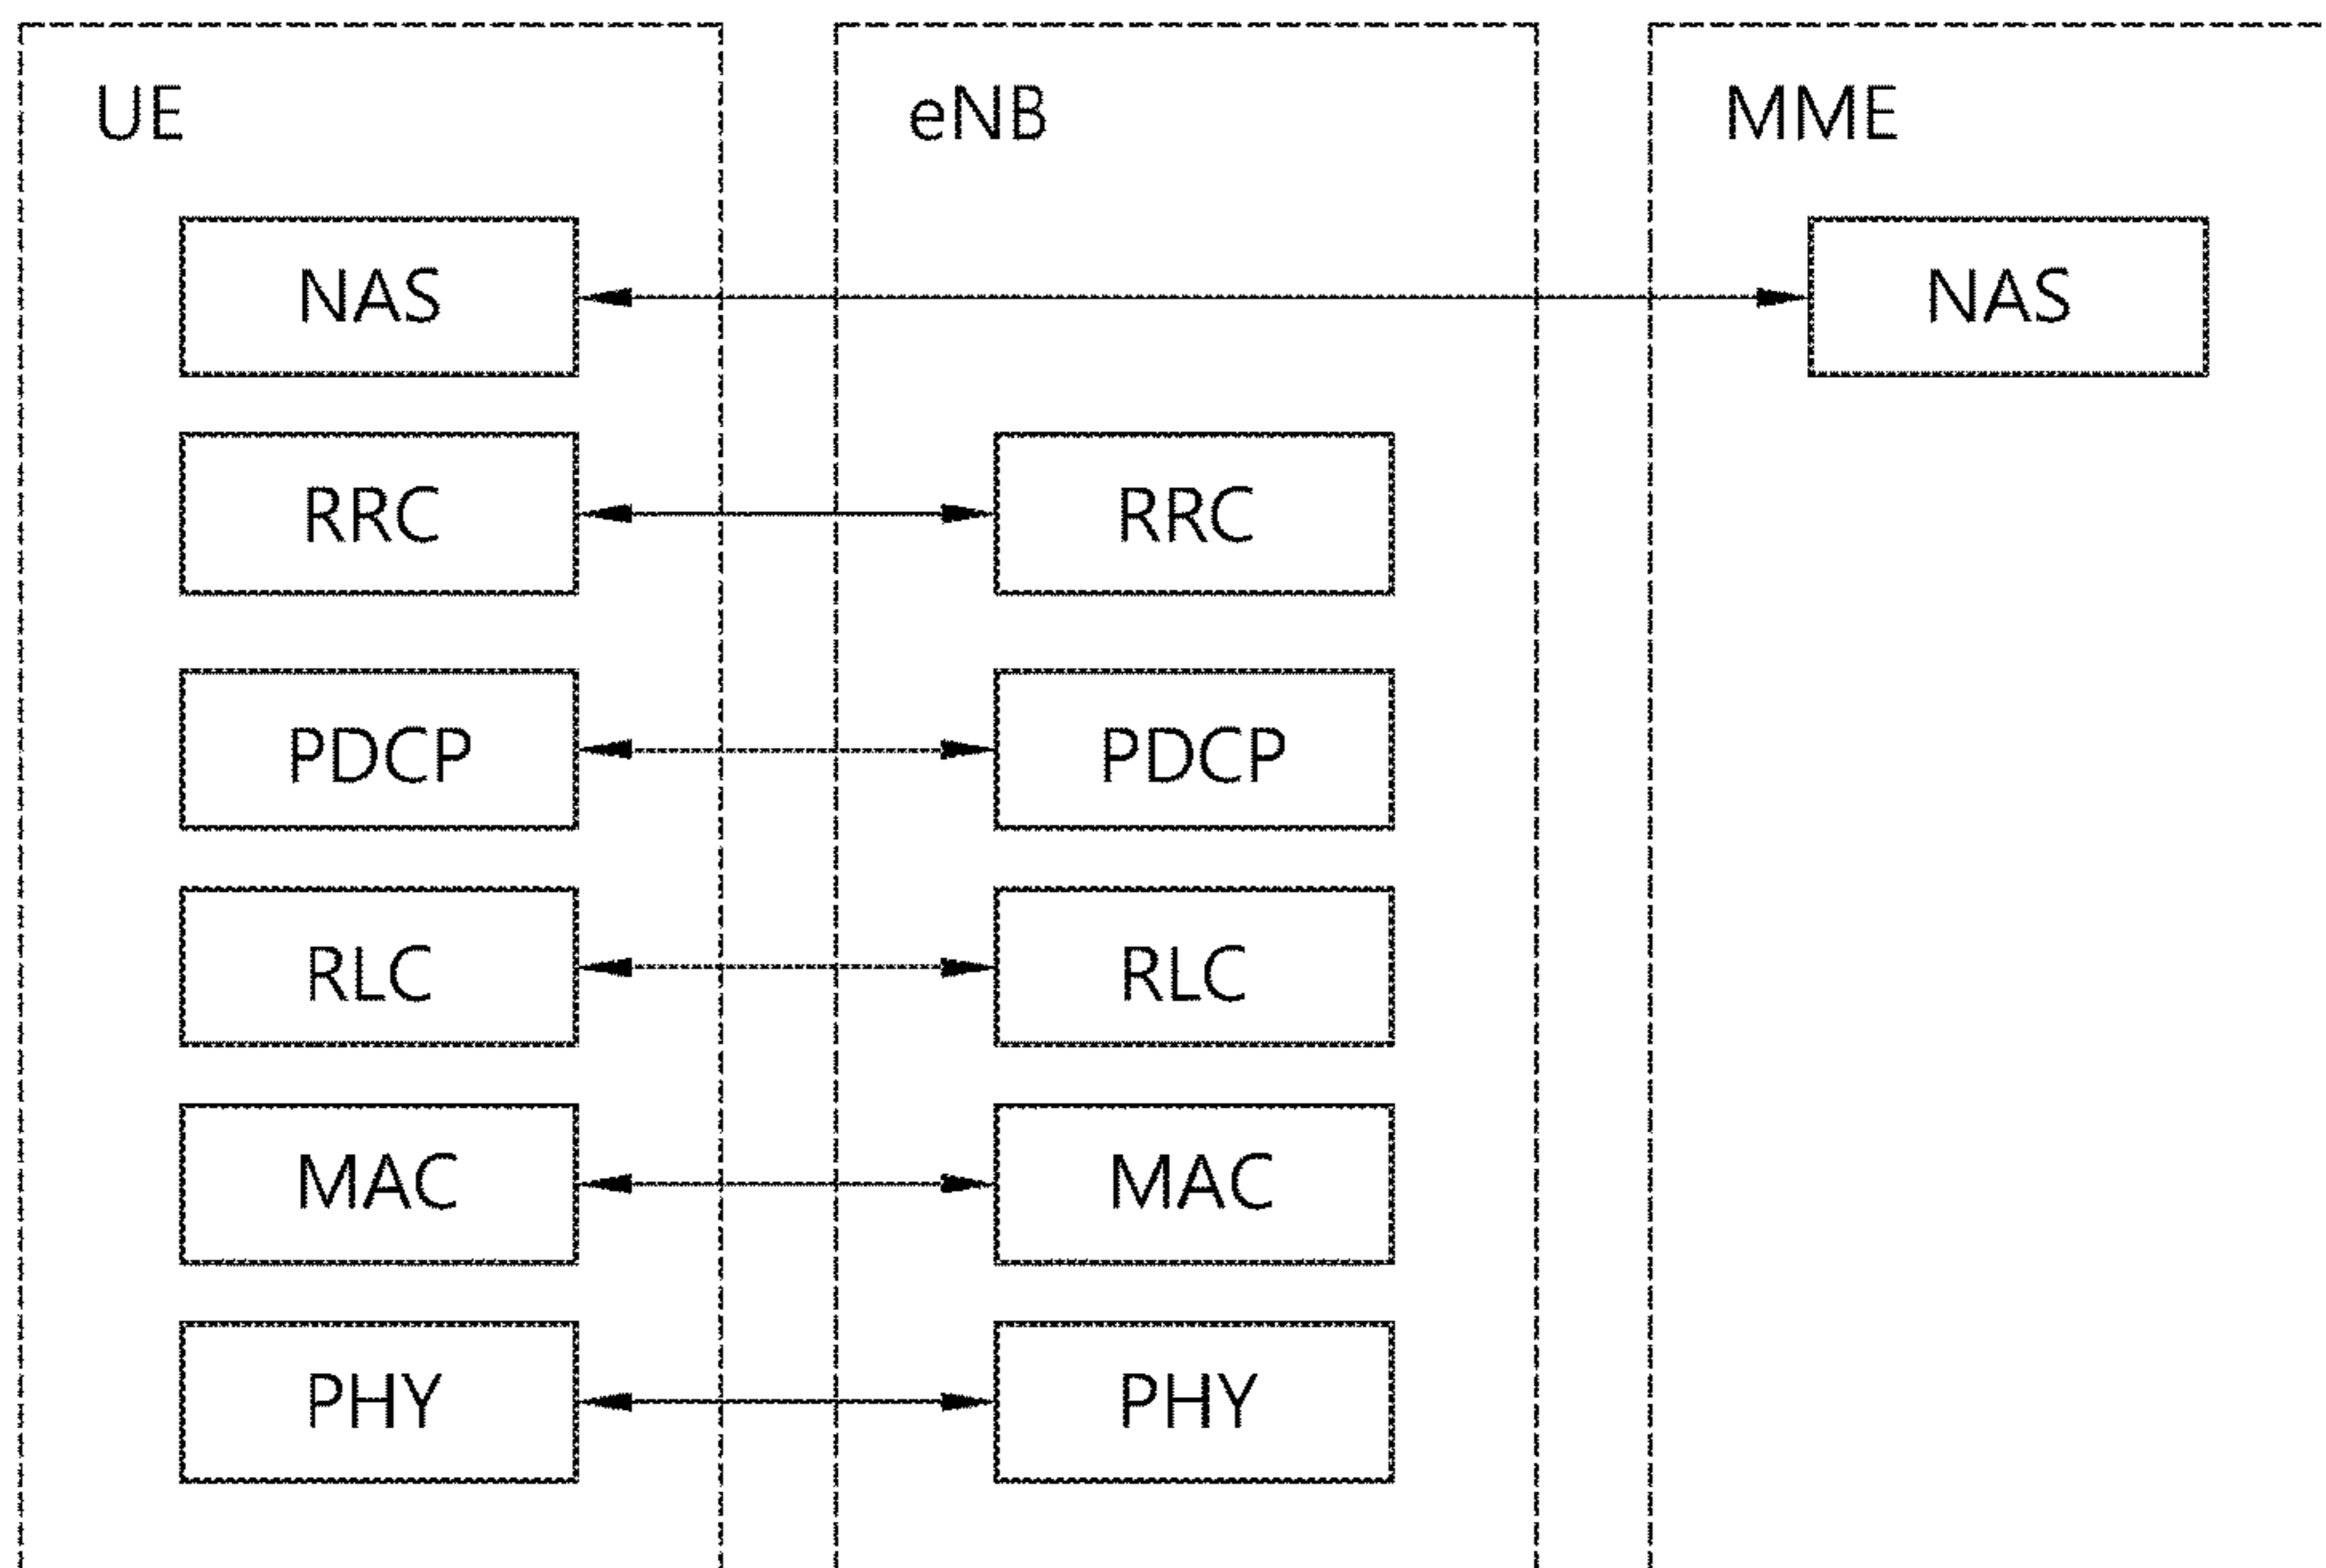 UE eNB MME
NAS NAS
RRC RRC
PDCP PDCP
RLC RLC
MAC MAC
PHY PHY